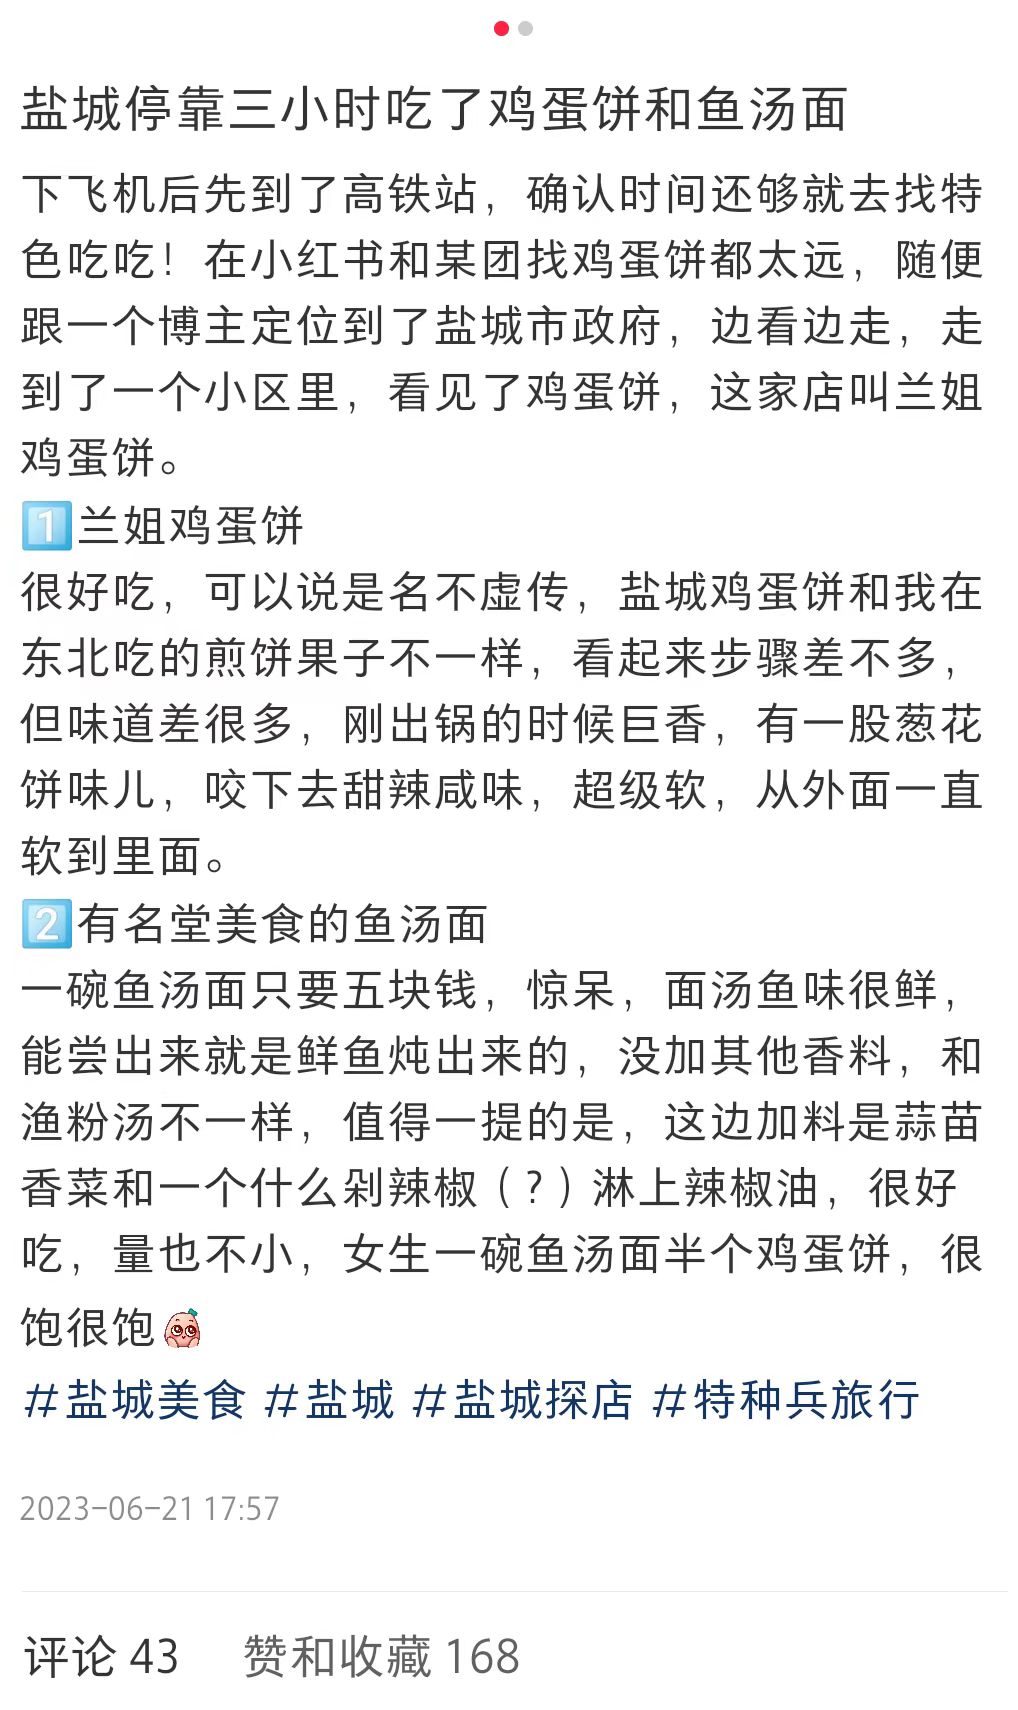 盐城停靠三小时吃了鸡蛋饼和鱼汤面
下飞机后先到了高铁站，确认时间还够就去找特
色吃吃！在小红书和某团找鸡蛋饼都太远，随便
跟一个博主定位到了盐城市政府，边看边走，走
到了一个小区里，看见了鸡蛋饼，这家店叫兰姐
鸡蛋饼。
1️⃣兰姐鸡蛋饼
很好吃，可以说是名不虚传，盐城鸡蛋饼和我在
东北吃的煎饼果子不一样，看起来步骤差不多，
但味道差很多，刚出锅的时候巨香，有一股葱花
饼味儿，咬下去甜辣咸味，超级软，从外面一直
软到里面。
2️⃣有名堂美食的鱼汤面
一碗鱼汤面只要五块钱，惊呆，面汤鱼味很鲜，
能尝出来就是鲜鱼炖出来的，没加其他香料，和
渔粉汤不一样，值得一提的是，这边加料是蒜苗
香菜和一个什么剁辣椒（?）淋上辣椒油，很好
吃，量也不小，女生一碗鱼汤面半个鸡蛋饼，很
饱很饱
#盐城美食 #盐城 #盐城探店 #特种兵旅行
2023-06-21 17:57
评论 43 赞和收藏 168